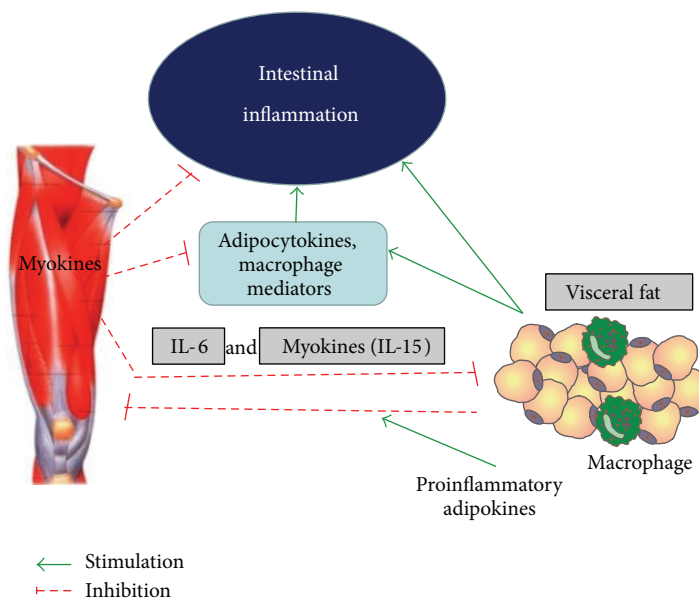 Intestinal
inflammation
Myokines
Adipocytokines,
macrophage
mediators
Visceral fat
IL-6 and Myokines (IL-15)
Macrophage
Proinflammatory
adipokines
Stimulation
Inhibition